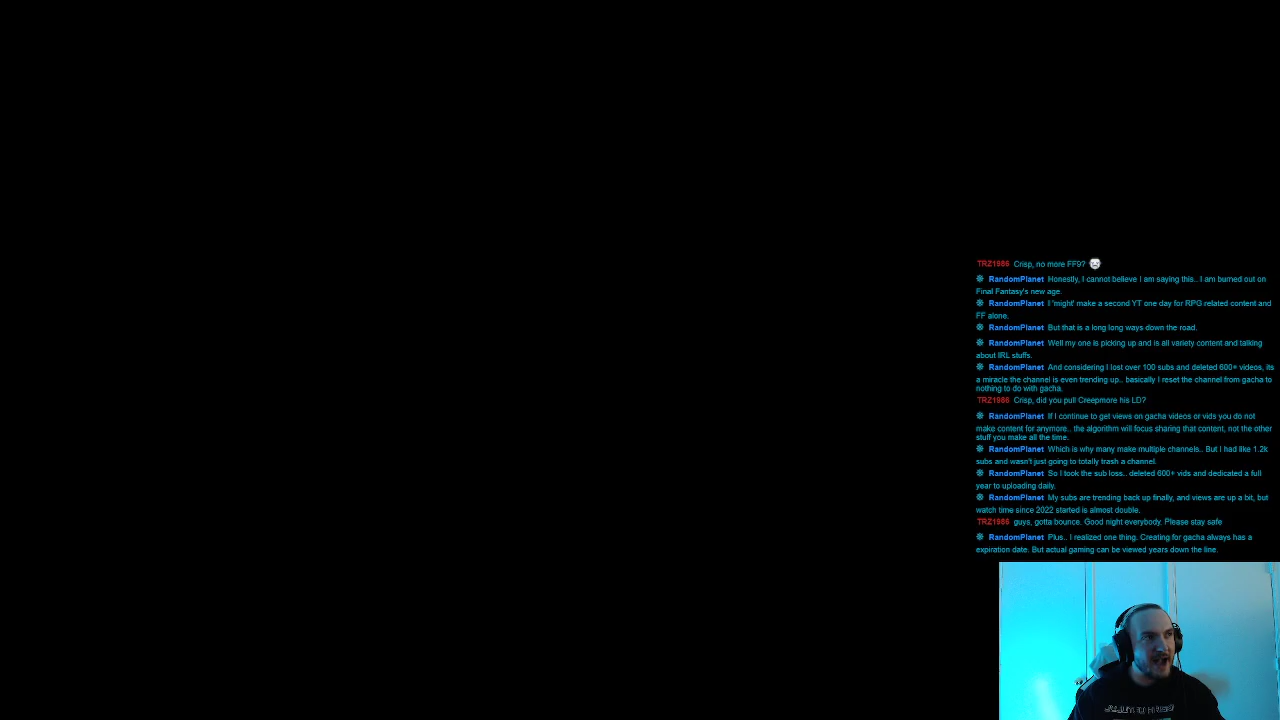 TRZ1986 Crisp, no more FF9?
RandomPlanet Honestly, I cannot believe I am saying this.. I am burned out on
Final Fantasy's new age.
RandomPlanet I 'might' make a second YT one day for RPG related content and
FF alone.
RandomPlanet But that is a long long ways down the road.
RandomPlanet Well my one is picking up and is all variety content and talking
about IRL stuffs.
RandomPlanet And considering I lost over 100 subs and deleted 600+ videos, its
a miracle the channel is even trending up.. basically I reset the channel from gacha to
nothing to do with gacha.
TRZ1986 Crisp, did you pull Creepmore his LD?
RandomPlanet If I continue to get views on gacha videos or vids you do not
make content for anymore.. the algorithm will focus sharing that content, not the other
stuff you make all the time.
RandomPlanet Which is why many make multiple channels.. But I had like 1.2k
subs and wasn't just going to totally trash a channel.
RandomPlanet So I took the sub loss.. deleted 600+ vids and dedicated a full
year to uploading daily.
RandomPlanet My subs are trending back up finally, and views are up a bit, but
watch time since 2022 started is almost double.
TRZ1986 guys, gotta bounce. Good night everybody. Please stay safe
RandomPlanet Plus.. I realized one thing. Creating for gacha always has a
expiration date. But actual gaming can be viewed years down the line.